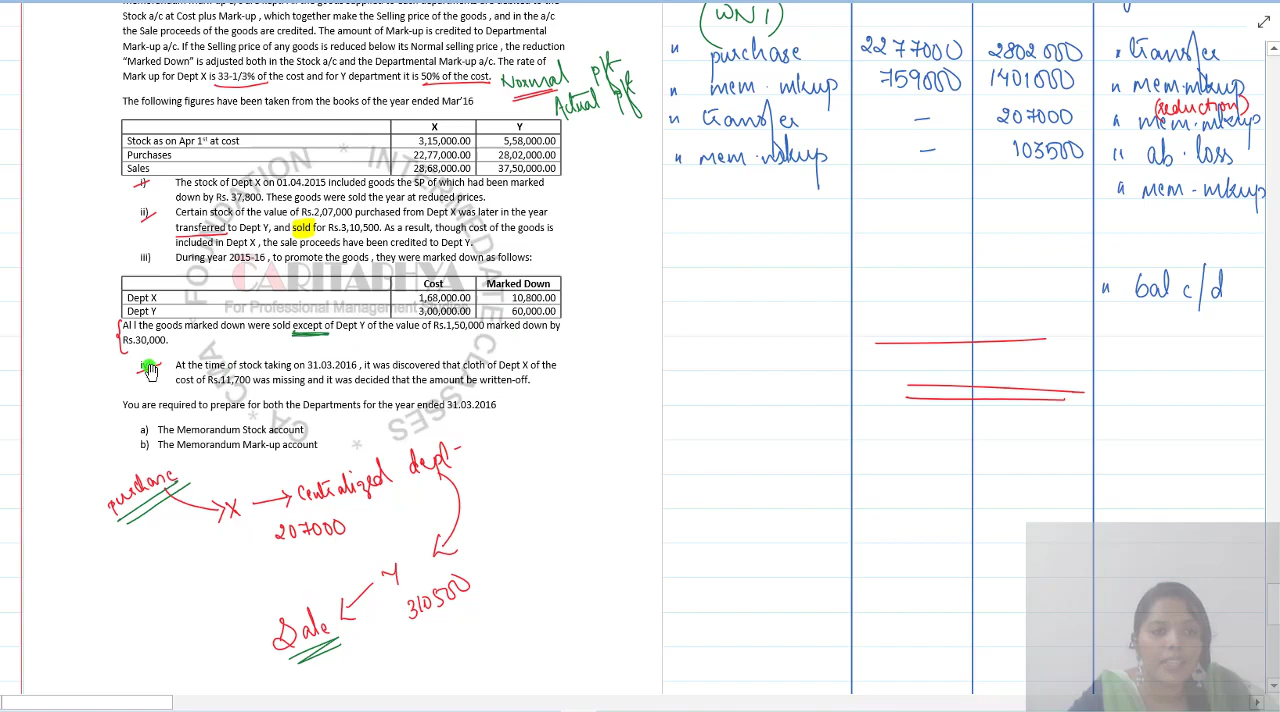 Stock a/c at Cost plus Mark-up , which together make the Selling price of the goods , and in the a/c
the Sale proceeds of the goods are credited. The amount of Mark-up is credited to Departmental
Mark-up a/c. If the Selling price of any goods is reduced below its Normal selling price , the reduction
"Marked Down" is adjusted both in the Stock a/c and the Departmental Mark-up a/c. The rate of
Mark up for Dept X is 33-1/3% of the cost and for Y department it is 50% of the cost.
Normal p/t
Actual p/t
The following figures have been taken from the books of the year ended Mar'16
X Y
Stock as on Apr 1st at cost 3,15,000.00 5,58,000.00
Purchases 22,77,000.00 28,02,000.00
Sales 28,68,000.00 37,50,000.00
i) The stock of Dept X on 01.04.2015 included goods the SP of which had been marked
down by Rs. 37,800. These goods were sold the year at reduced prices.
ii) Certain stock of the value of Rs.2,07,000 purchased from Dept X was later in the year
transferred to Dept Y, and sold for Rs.3,10,500. As a result, though cost of the goods is
included in Dept X , the sale proceeds have been credited to Dept Y.
iii) During year 2015-16 , to promote the goods , they were marked down as follows:
Cost Marked Down
Dept X 1,68,000.00 10,800.00
Dept Y 3,00,000.00 60,000.00
Al l the goods marked down were sold except of Dept Y of the value of Rs.1,50,000 marked down by
Rs.30,000.
At the time of stock taking on 31.03.2016 , it was discovered that cloth of Dept X of the
cost of Rs.11,700 was missing and it was decided that the amount be written-off.
You are required to prepare for both the Departments for the year ended 31.03.2016
a) The Memorandum Stock account
b) The Memorandum Mark-up account
purchase
X → Centralized dept
207000
Y
310500
Sale
(WN 1)
" purchase 2277000 2802000 " transfer
" mem. mkup 759000 1401000 " mem. mkup
(reduction)
" transfer – 207000 " mem. mkup
" mem. mkup – 103500 " ab. loss
" mem. mkup
" bal c/d
CARITAPHYA
For Professional Management Studies
* FOUNDATION * INTERMEDIATE CLASSES * CA/CMA